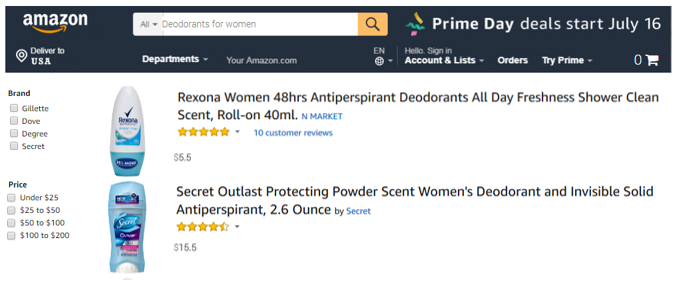 amazon
All
Deodorants for women
Prime Day deals start July 16
Deliver to
USA
Departments
Your Amazon.com
EN
Hello. Sign in
Account & Lists
Orders
Try Prime
0
Brand
Gillette
Dove
Degree
Secret
Rexona
Rexona Women 48hrs Antiperspirant Deodorants All Day Freshness Shower Clean
Scent, Roll-on 40ml. N MARKET
10 customer reviews
$5.5
Price
Under $25
$25 to $50
$50 to $100
$100 to $200
Secret
Outlast
Secret Outlast Protecting Powder Scent Women's Deodorant and Invisible Solid
Antiperspirant, 2.6 Ounce by Secret
$15.5